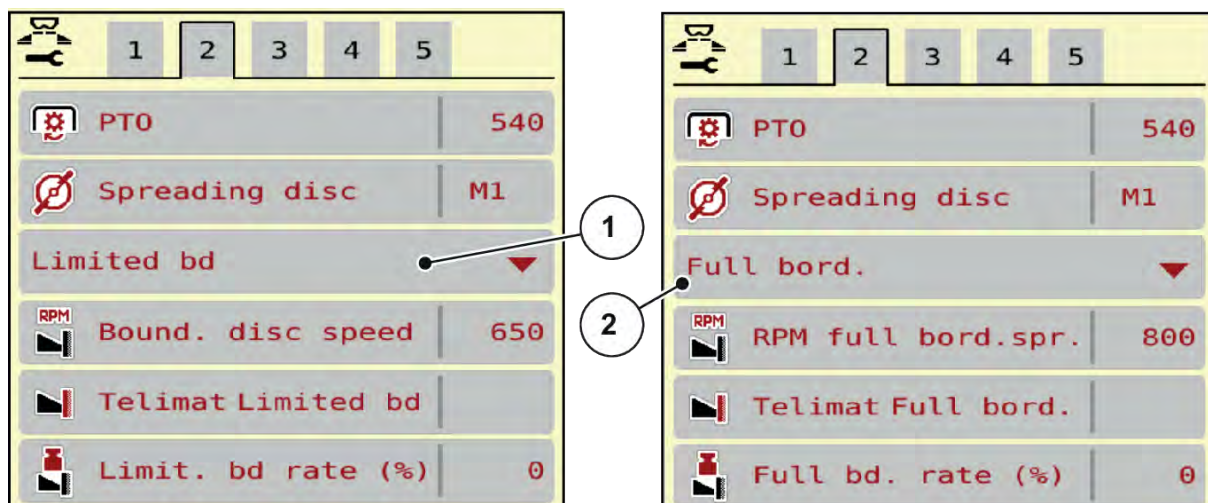 1 2 3 4 5
PTO 540
Spreading disc M1
Limited bd
RPM
Bound. disc speed 650
Telimat Limited bd
Limit. bd rate (%) 0
1
2
1 2 3 4 5
PTO 540
Spreading disc M1
Full bord.
RPM
RPM full bord.spr. 800
Telimat Full bord.
Full bd. rate (%) 0